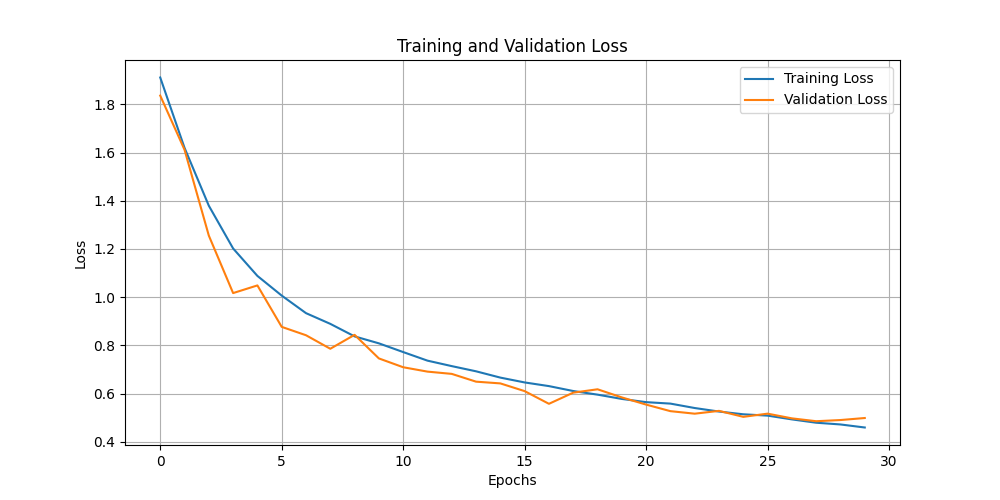 Training and Validation Loss
Training Loss
Validation Loss
1.8
1.6
1.4
1.2
1.0
0.8
0.6
0.4
Loss
0 5 10 15 20 25 30
Epochs